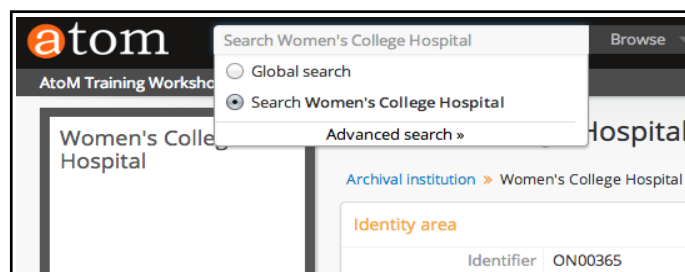 atom
Search Women's College Hospital
Browse
Global search
AtoM Training Worksho
Search Women's College Hospital
Advanced search »
Women's Colleg
Hospital
Hospital
Archival institution » Women's College Hospital
Identity area
Identifier ON00365